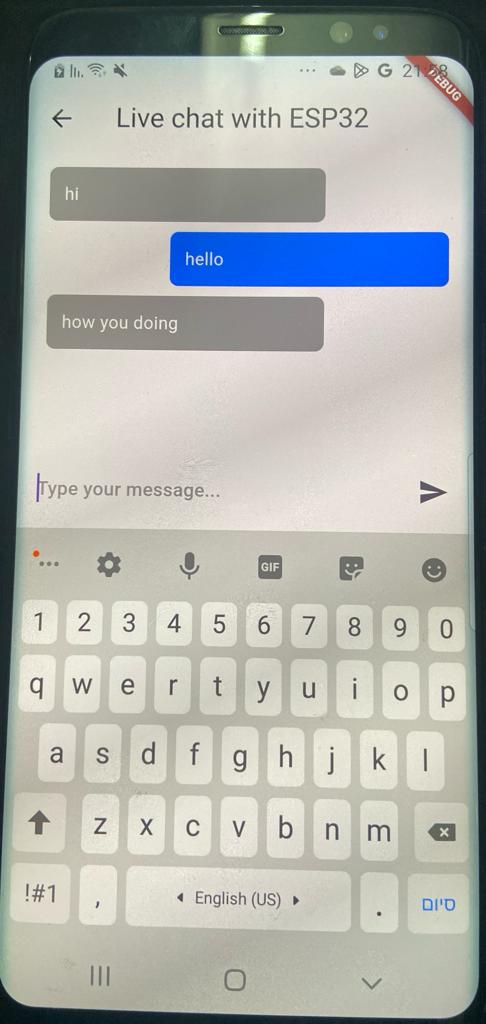 21:58
DEBUG
Live chat with ESP32
hi
hello
how you doing
Type your message...
GIF
1 2 3 4 5 6 7 8 9 0
q w e r t y u i o p
a s d f g h j k l
z x c v b n m
!#1 , English (US) . סיום